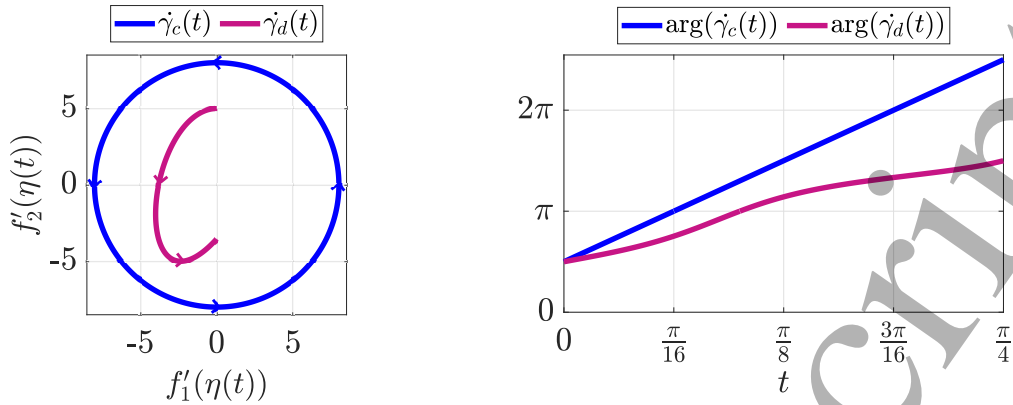 γ̇_c(t) γ̇_d(t)
5
0
-5
f′_2(η(t))
-5 0 5
f′_1(η(t))
arg(γ̇_c(t)) arg(γ̇_d(t))
2π
π
0
0 π/16 π/8 3π/16 π/4
t
crip